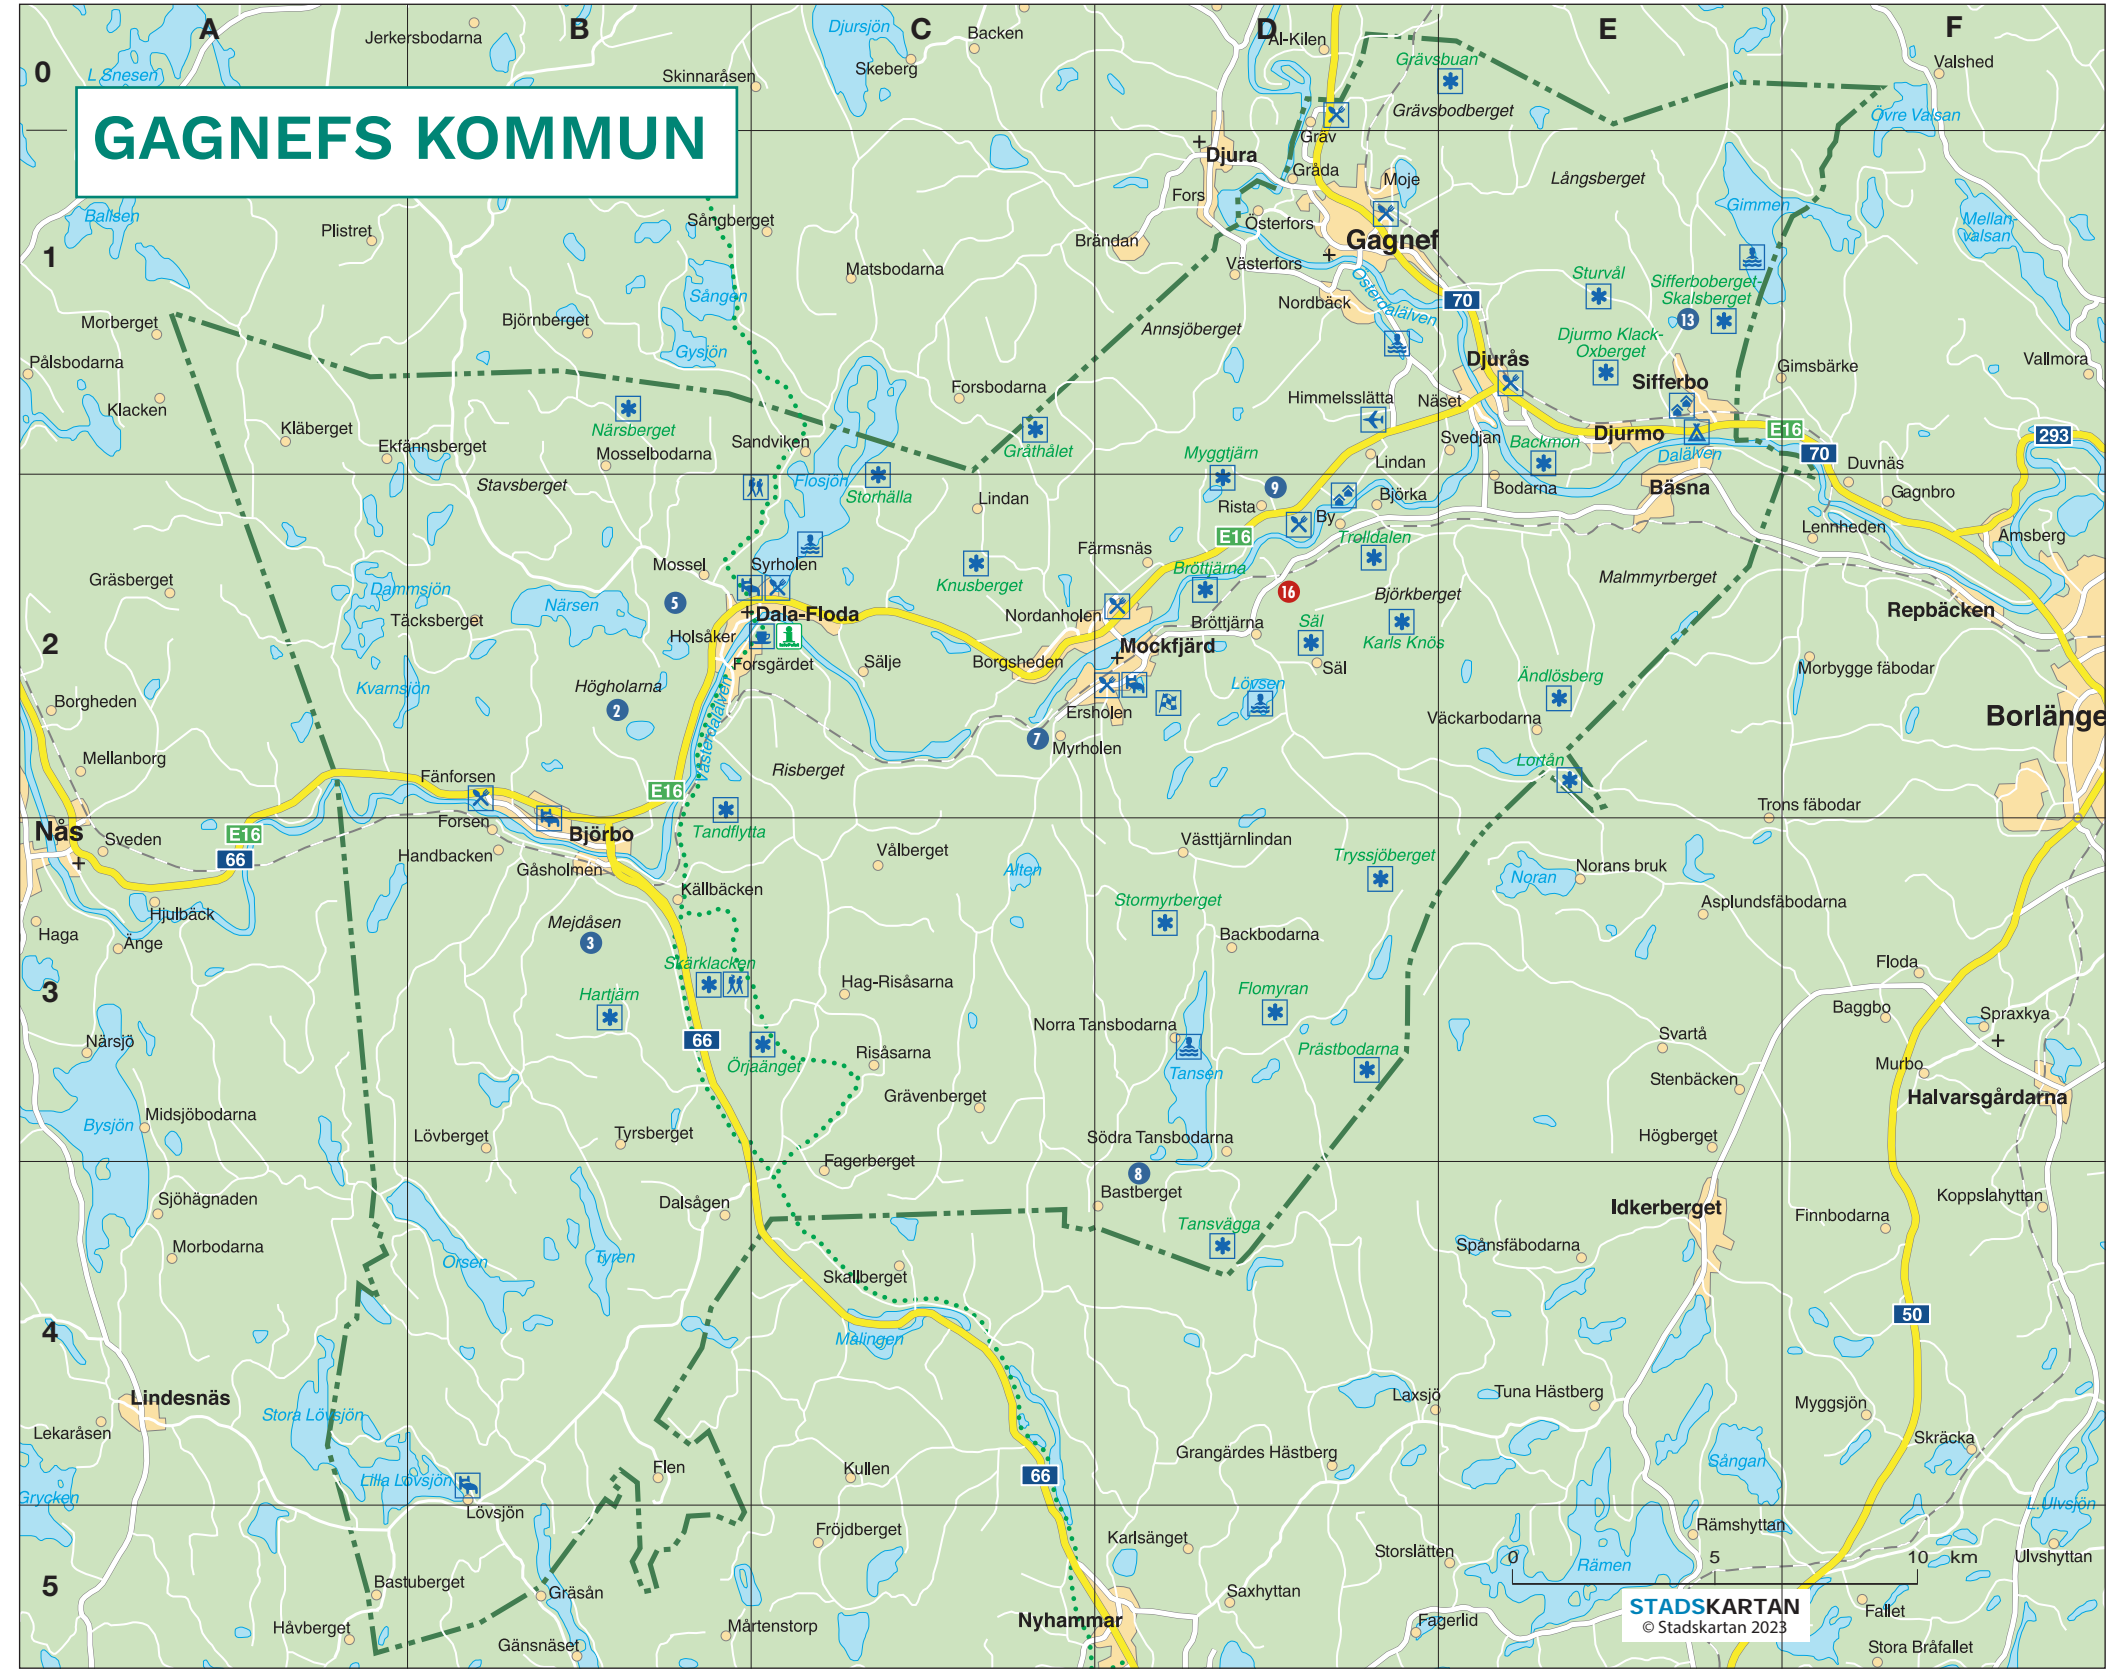 A
B
C
D
E
F
0
1
2
3
4
5
GAGNEFS KOMMUN
L Snesen
Jerkersbodarna
Skinnaråsen
Djursjön
Skeberg
Backen
Al-Kilen
Grävsbuan
Grävsbodberget
Valshed
Övre Valsan
Gräv
Djura
Gråda
Moje
Fors
Österfors
Långsberget
Gimmen
Mellan-
valsan
Ballsen
Plistret
Sångberget
Brändan
Gagnef
Västerfors
Matsbodarna
Sången
Nordbäck
Österdalälven
70
Sturvål
Sifferboberget-
Skalsberget
13
Morberget
Björnberget
Gysjön
Annsjöberget
Djurmo Klack-
Oxberget
Djurås
Pålsbodarna
Sifferbo
Gimsbärke
Vallmora
Klacken
Forsbodarna
Himmelsslätta
Näset
Kläberget
Närsberget
Ekfännsberget
Mosselbodarna
Sandviken
Gråthålet
Myggtjärn
Svedjan
Backmon
Djurmo
E16
293
Dalälven
70
Lindan
Duvnäs
Stavsberget
Flosjön
Storhälla
Lindan
9
Rista
Björka
By
Bodarna
Bäsna
Gagnbro
Lennheden
Amsberg
E16
Färmsnäs
Trolldalen
Mossel
Syrholen
Knusberget
Bröttjärna
Gräsberget
Dammsjön
Närsen
Täcksberget
5
Dala-Floda
Nordanholen
16
Björkberget
Malmmyrberget
Repbäcken
Holsåker
Bröttjärna
Säl
Karls Knös
Forsgärdet
Sälje
Borgsheden
Mockfjärd
Säl
Morbygge fäbodar
Kvarnsjön
Högholarna
2
Lövsen
Ändlösberg
Borgheden
Västerdalälven
Ersholen
7
Myrholen
Väckarbodarna
Borlänge
Mellanborg
Fänforsen
Risberget
Lortån
E16
Trons fäbodar
Nås
Sveden
E16
66
Forsen
Björbo
Tandflytta
Handbacken
Gåsholmen
Västtjärnlindan
Vålberget
Alten
Tryssjöberget
Noran
Norans bruk
Källbäcken
Stormyrberget
Asplundsfäbodarna
Hjulbäck
Haga
Änge
Mejdåsen
3
Backbodarna
Skärklacken
Hag-Risåsarna
Flomyran
Floda
Hartjärn
Baggbo
Spraxkya
Närsjö
66
Örjaänget
Norra Tansbodarna
Risåsarna
Tansen
Prästbodarna
Svartå
Murbo
Stenbäcken
Halvarsgårdarna
Grävenberget
Bysjön
Midsjöbodarna
Lövberget
Tyrsberget
Södra Tansbodarna
Högberget
Fagerberget
8
Bastberget
Sjöhägnaden
Dalsågen
Idkerberget
Koppslahyttan
Finnbodarna
Tansvägga
Morbodarna
Orsen
Tyren
Spånsfäbodarna
Skallberget
50
Malingen
Lindesnäs
Stora Lövsjön
Laxsjö
Tuna Hästberg
Myggsjön
Lekaråsen
Skräcka
Grangärdes Hästberg
Sångan
Lilla Lövsjön
Flen
Kullen
66
Grycken
Lövsjön
L.Ulvsjön
Fröjdberget
Karlsänget
Rämshyttan
Storslätten
0
5
10 km
Ulvshyttan
Rämen
Bastuberget
Gräsån
Saxhyttan
STADSKARTAN
© Stadskartan 2023
Fallet
Håvberget
Mårtenstorp
Nyhammar
Fagerlid
Gänsnäset
Stora Bråfallet